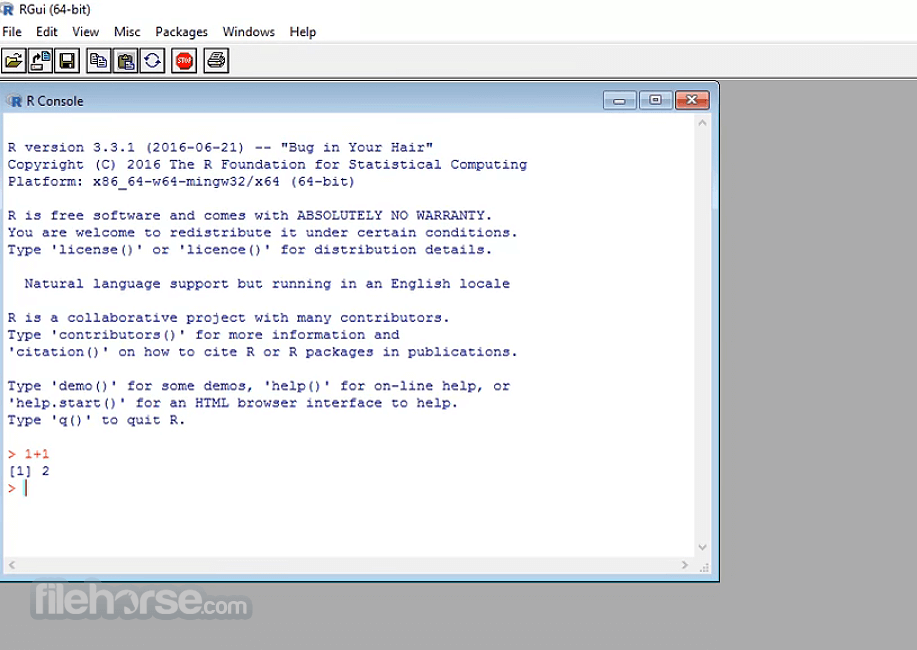 RGui (64-bit)
File Edit View Misc Packages Windows Help
STOP
R Console
R version 3.3.1 (2016-06-21) -- "Bug in Your Hair"
Copyright (C) 2016 The R Foundation for Statistical Computing
Platform: x86_64-w64-mingw32/x64 (64-bit)
R is free software and comes with ABSOLUTELY NO WARRANTY.
You are welcome to redistribute it under certain conditions.
Type 'license()' or 'licence()' for distribution details.
Natural language support but running in an English locale
R is a collaborative project with many contributors.
Type 'contributors()' for more information and
'citation()' on how to cite R or R packages in publications.
Type 'demo()' for some demos, 'help()' for on-line help, or
'help.start()' for an HTML browser interface to help.
Type 'q()' to quit R.
> 1+1
[1] 2
>
filehorse.com